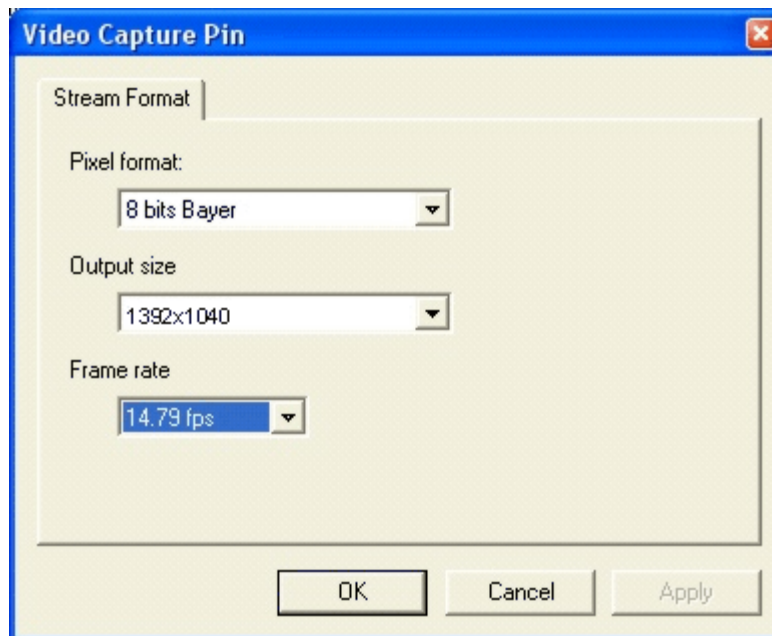 Video Capture Pin
Stream Format
Pixel format:
8 bits Bayer
Output size
1392x1040
Frame rate
14.79 fps
OK
Cancel
Apply